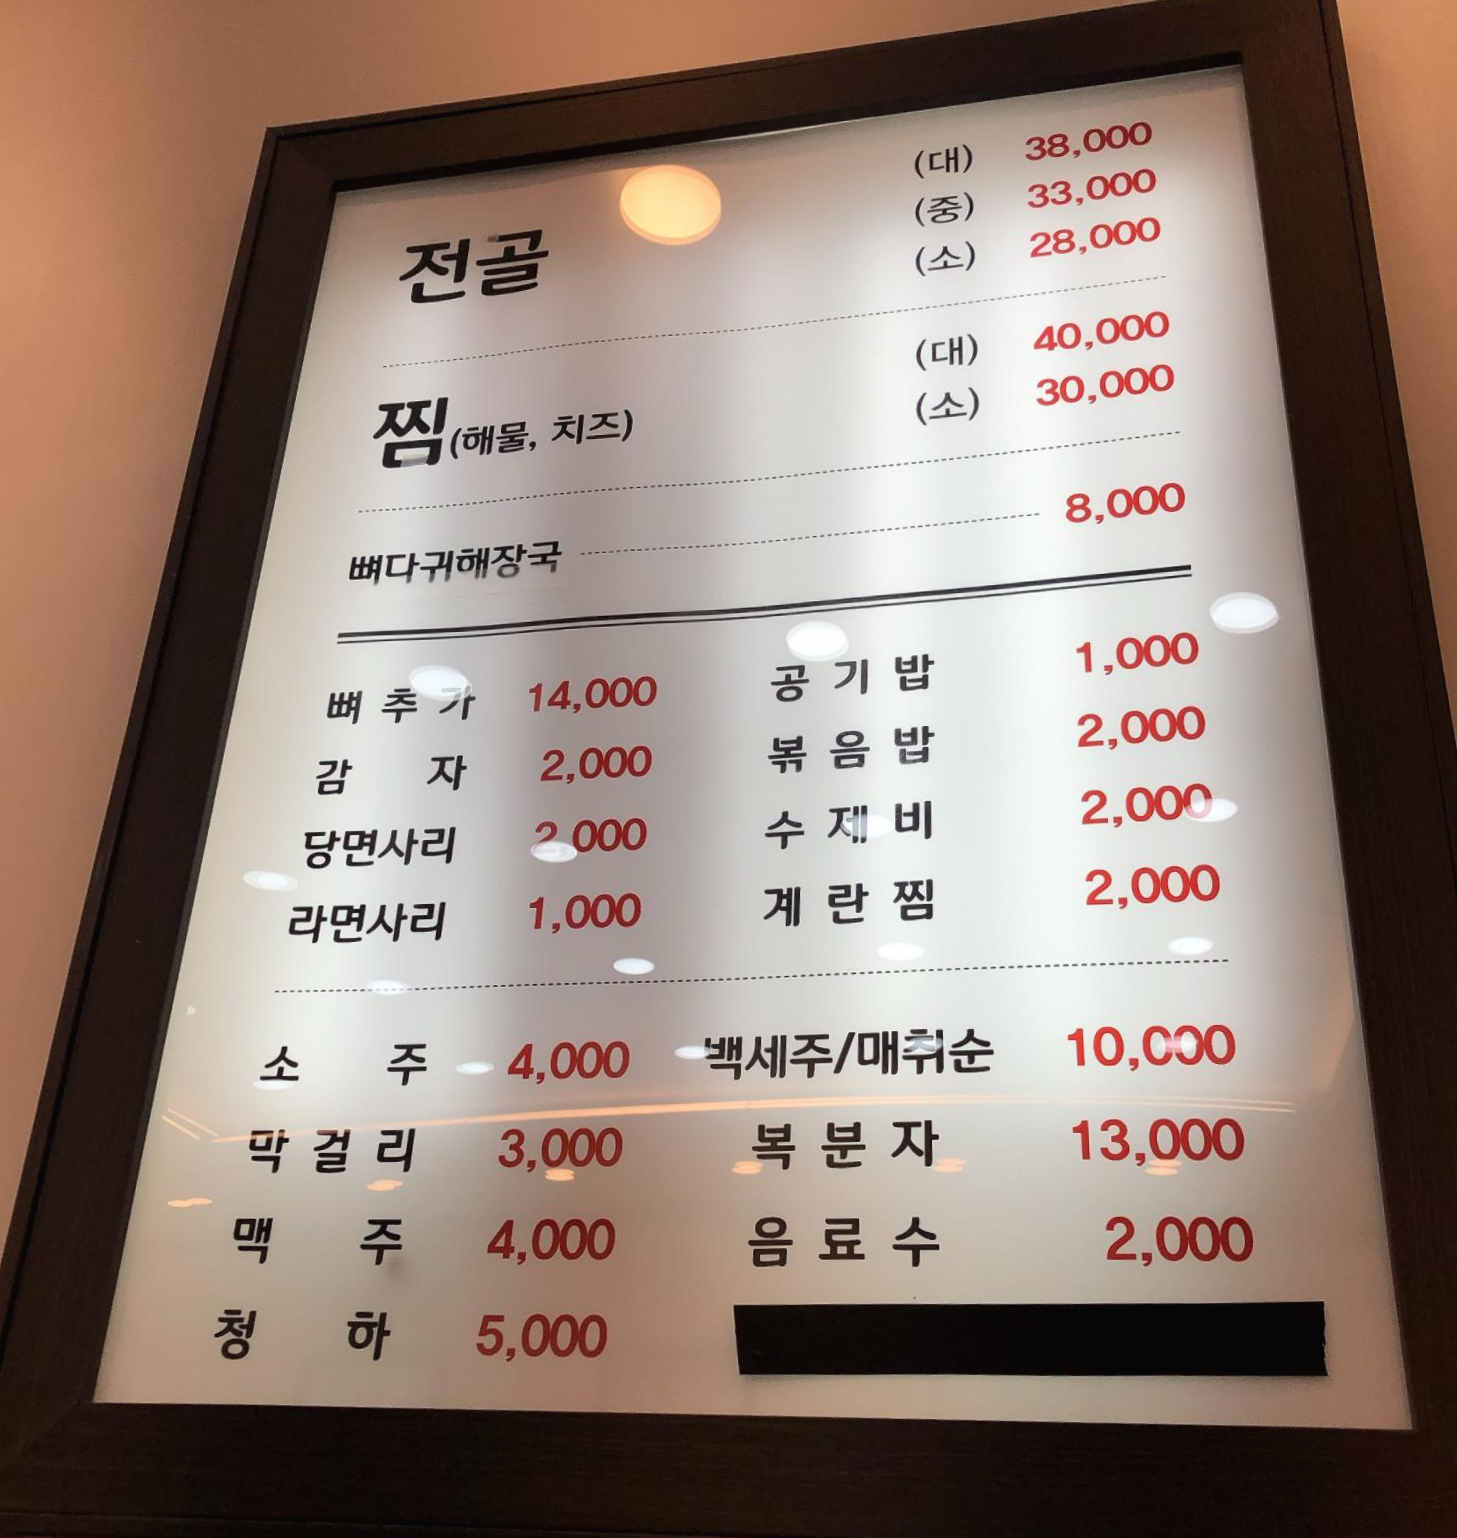 전골 (대) 38,000
(중) 33,000
(소) 28,000
찜(해물, 치즈) (대) 40,000
(소) 30,000
뼈다귀해장국 8,000
뼈추가 14,000 공기밥 1,000
감자 2,000 볶음밥 2,000
당면사리 2,000 수제비 2,000
라면사리 1,000 계란찜 2,000
소주 4,000 백세주/매취순 10,000
막걸리 3,000 복분자 13,000
맥주 4,000 음료수 2,000
청하 5,000